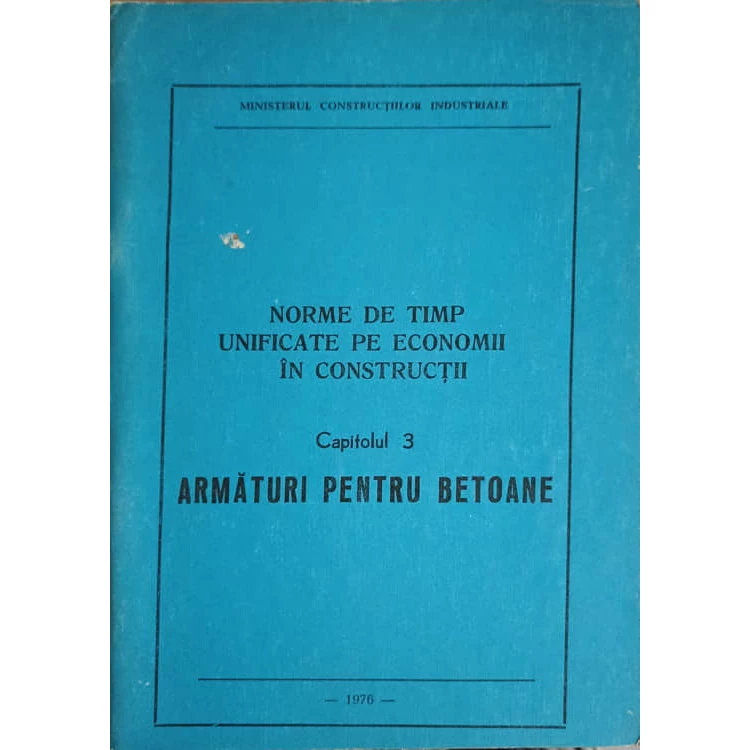 MINISTERUL CONSTRUCȚIILOR INDUSTRIALE
NORME DE TIMP
UNIFICATE PE ECONOMII
ÎN CONSTRUCȚII
Capitolul 3
ARMĂTURI PENTRU BETOANE
— 1976 —